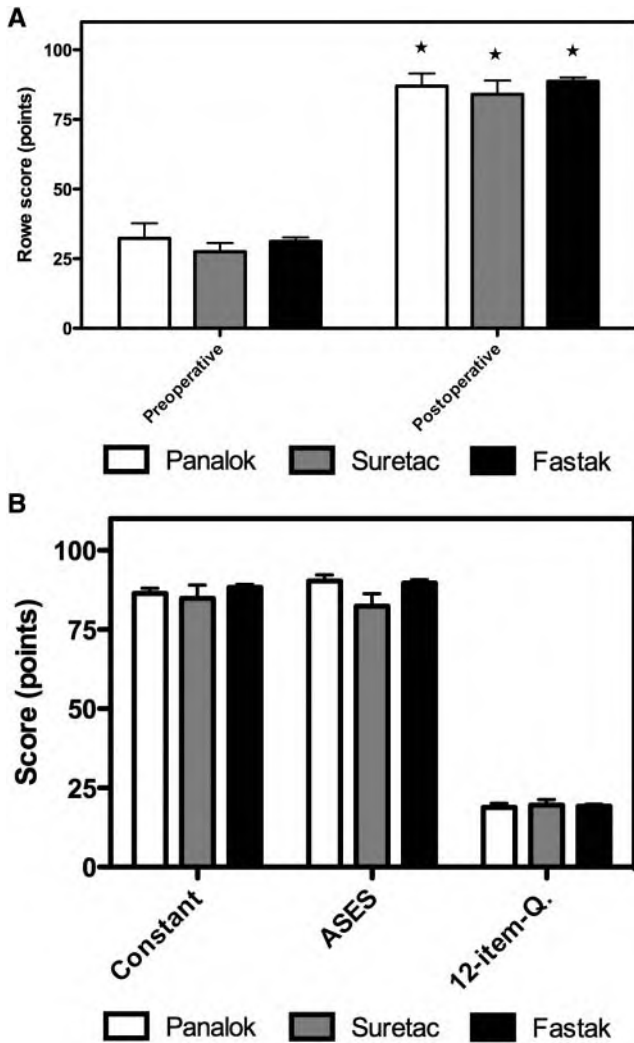 A
Rowe score (points)
100
75
50
25
0
★ ★ ★
Preoperative
Postoperative
Panalok Suretac Fastak
B
Score (points)
100
75
50
25
0
Constant
ASES
12-item-Q.
Panalok Suretac Fastak